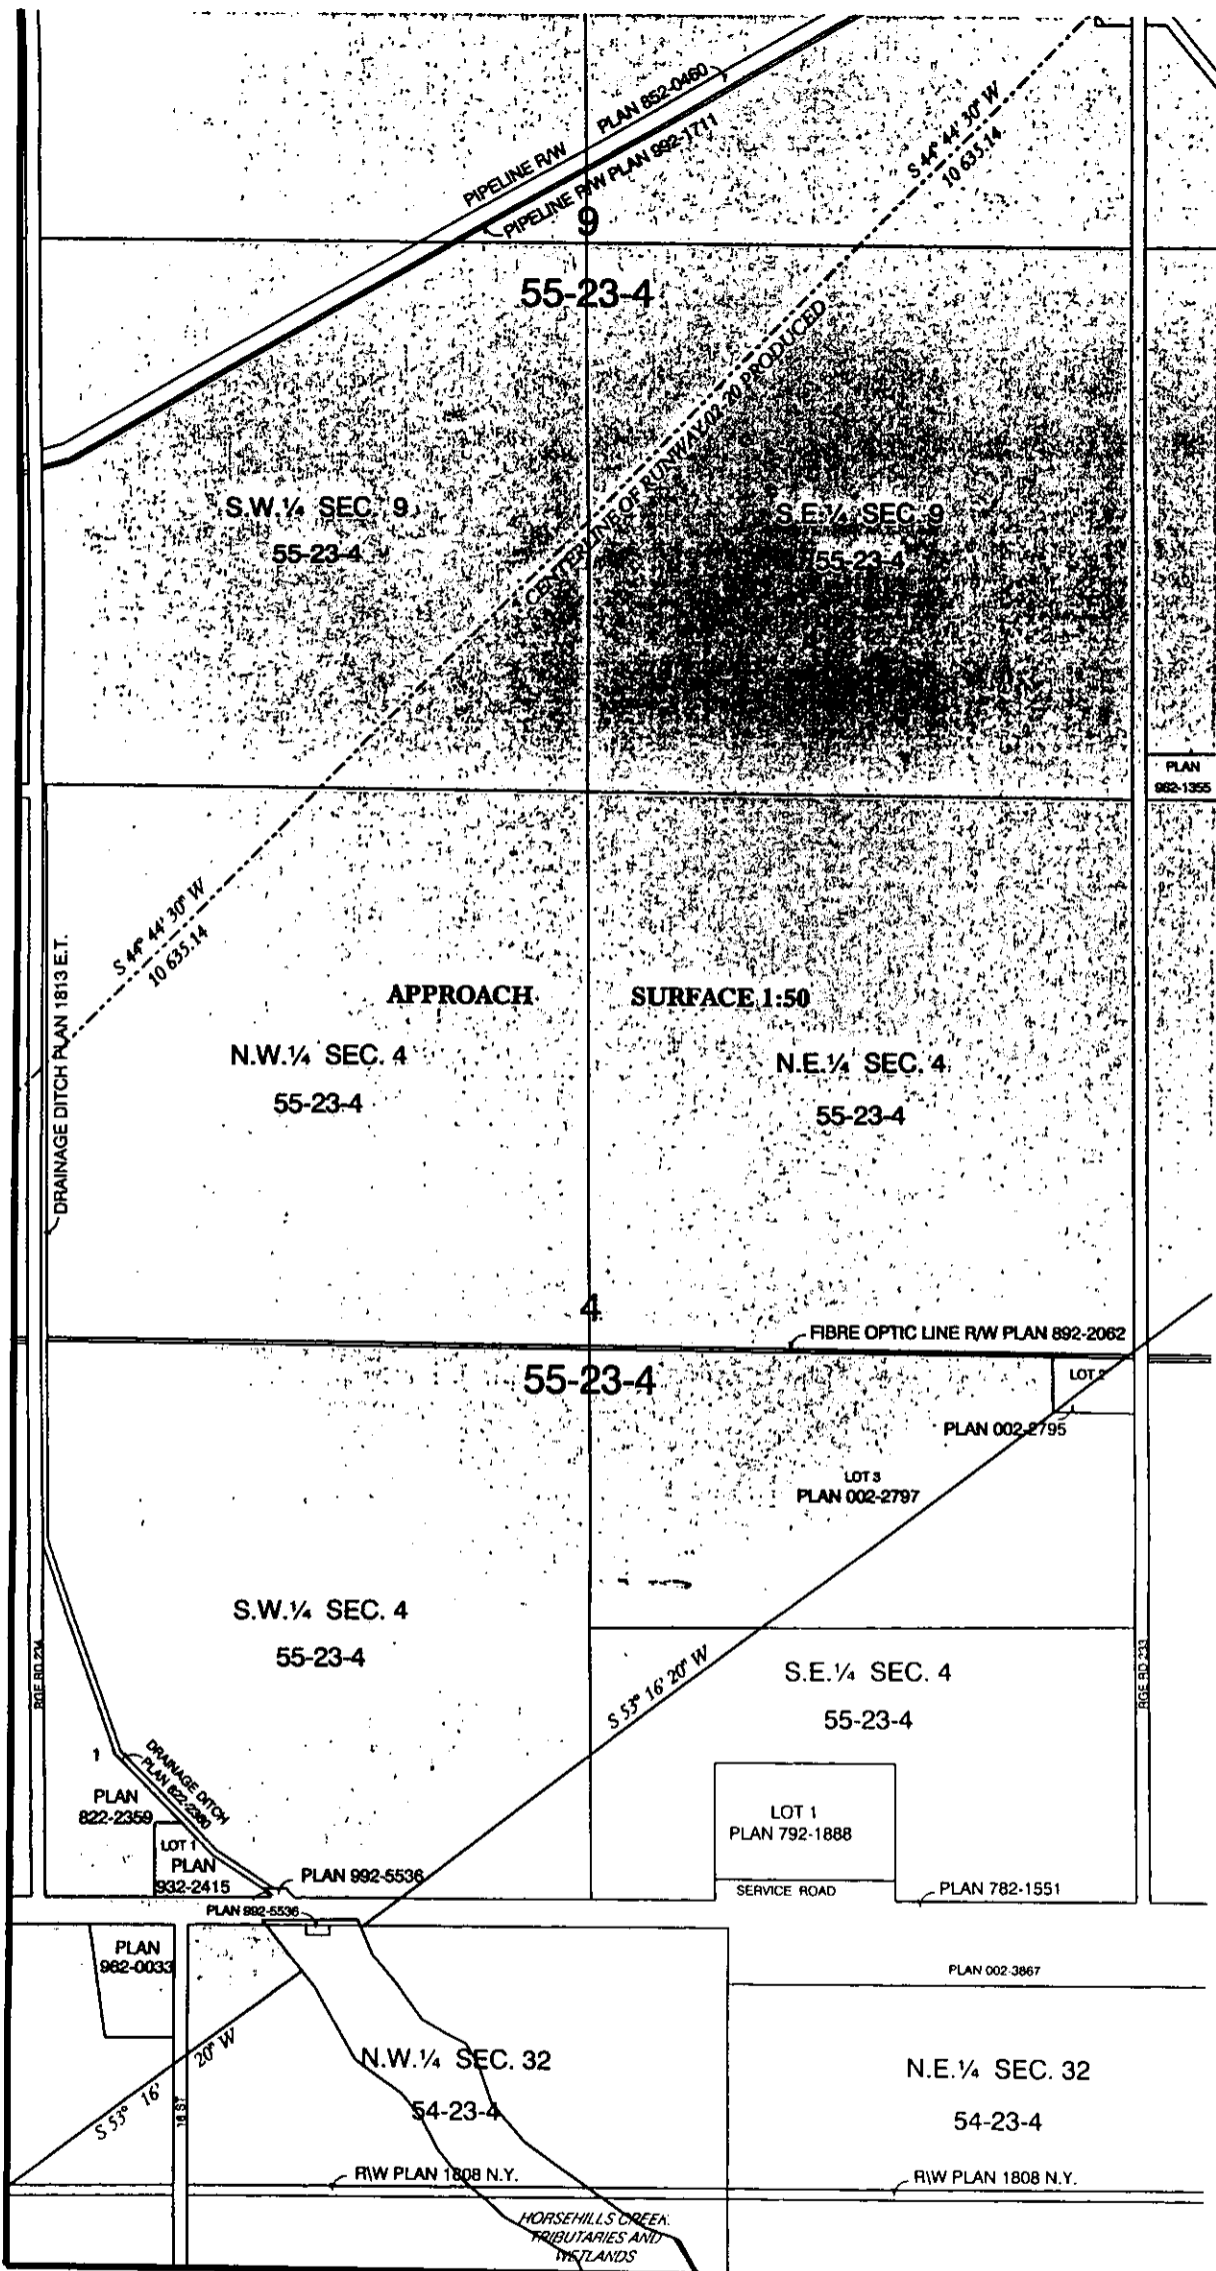 PLAN 852-0460
PIPELINE R/W
PIPELINE R/W PLAN 992-1711
S 44° 44' 30" W
10 635.14
9
55-23-4
CENTERLINE OF RUNWAY 02-20 PRODUCED
S.W.¼ SEC. 9
55-23-4
S.E.¼ SEC. 9
55-23-4
PLAN
982-1355
S 44° 44' 30" W
10 635.14
DRAINAGE DITCH PLAN 1813 E.T.
APPROACH SURFACE 1:50
N.W.¼ SEC. 4
55-23-4
N.E.¼ SEC. 4
55-23-4
4
FIBRE OPTIC LINE R/W PLAN 892-2062
55-23-4
LOT 2
PLAN 002-2795
LOT 3
PLAN 002-2797
S.W.¼ SEC. 4
55-23-4
RGE RD 234
S 53° 16' 20" W
S.E.¼ SEC. 4
55-23-4
RGE RD 233
1
PLAN
822-2359
DRAINAGE DITCH
PLAN 822-2360
LOT 1
PLAN
932-2415
PLAN 992-5536
LOT 1
PLAN 792-1888
SERVICE ROAD
PLAN 782-1551
PLAN 992-5536
PLAN
962-0033
PLAN 002-3867
S 53° 16' 20" W
18 ST
N.W.¼ SEC. 32
54-23-4
N.E.¼ SEC. 32
54-23-4
R\W PLAN 1808 N.Y.
R\W PLAN 1808 N.Y.
HORSEHILLS CREEK
TRIBUTARIES AND
WETLANDS